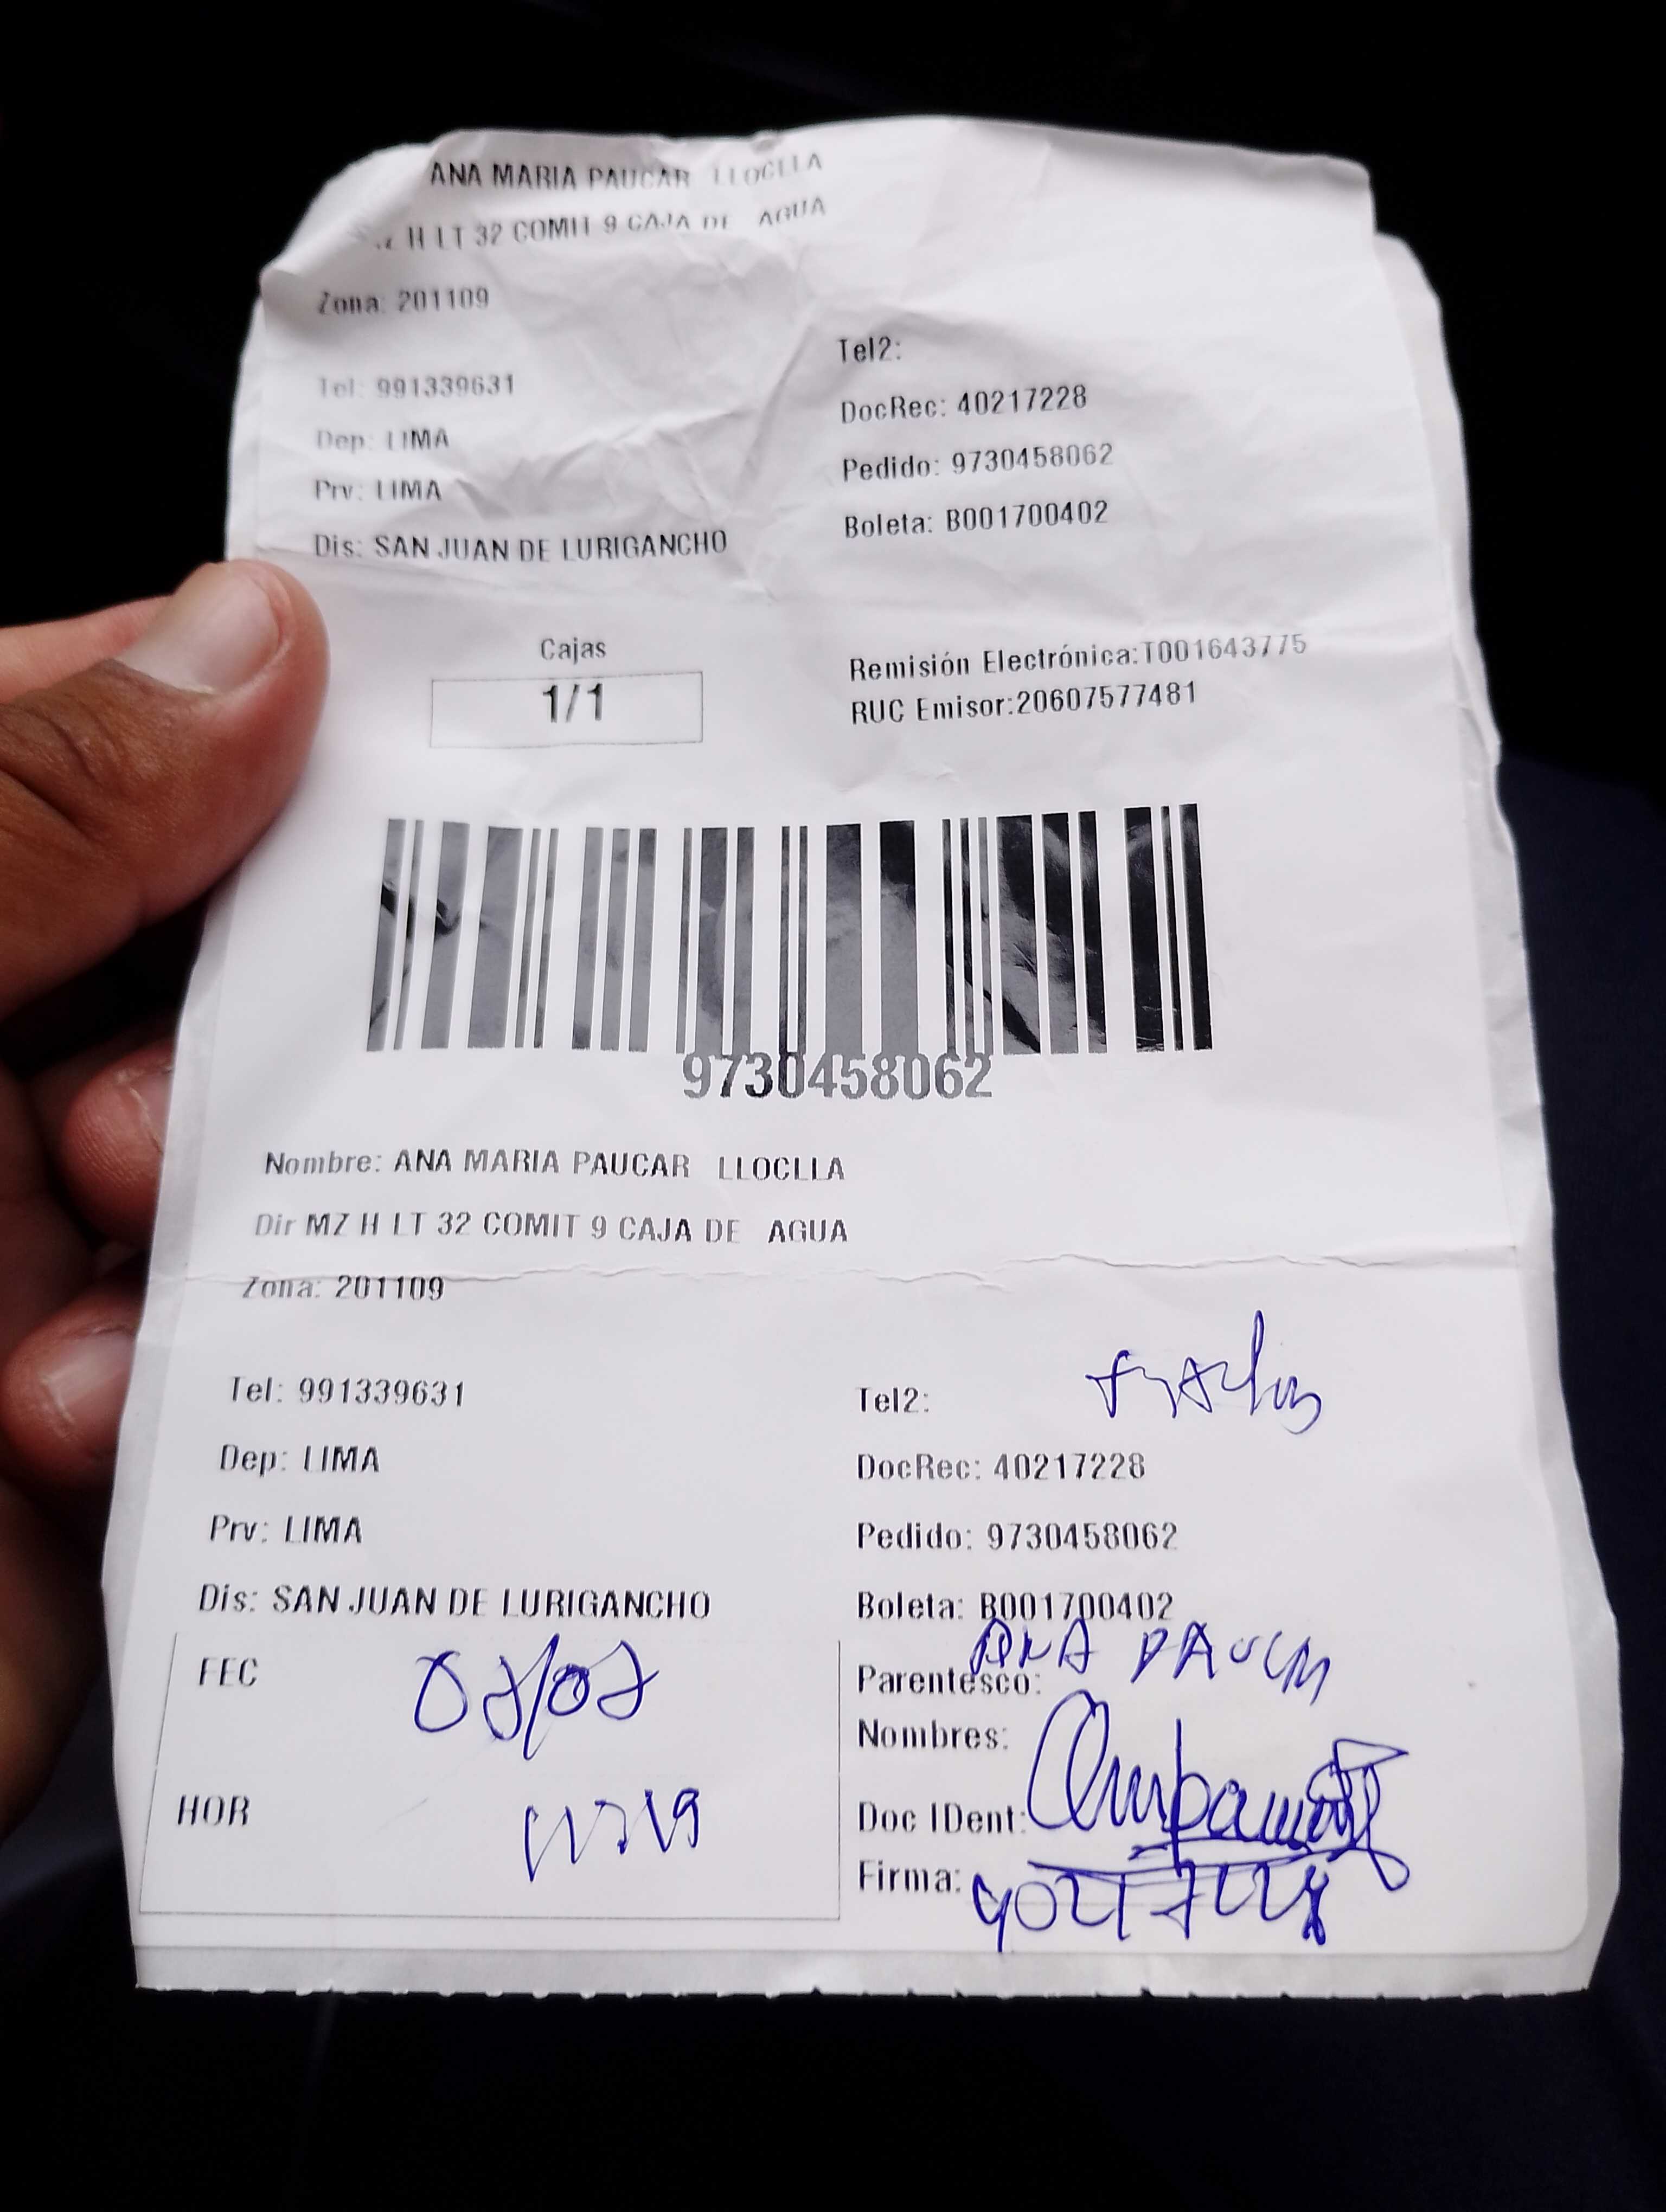 ANA MARIA PAUCAR LLOCLLA
H LT 32 COMIT 9 CAJA DE AGUA
Zona: 201109
Tel2:
Tel: 991339631
DocRec: 40217228
Dep: LIMA
Pedido: 9730458062
Prv: LIMA
Boleta: B001700402
Dis: SAN JUAN DE LURIGANCHO
Cajas
1/1
Remisión Electrónica:T001643775
RUC Emisor:20607577481
9730458062
Nombre: ANA MARIA PAUCAR LLOCLLA
Dir MZ H LT 32 COMIT 9 CAJA DE AGUA
Zona: 201109
Tel: 991339631
Tel2:
Dep: LIMA
DocRec: 40217228
Prv: LIMA
Pedido: 9730458062
Dis: SAN JUAN DE LURIGANCHO
Boleta: B001700402
ANA
FEC
Parentesco:
Nombres:
HOR
Doc IDent:
Firma: 40217228